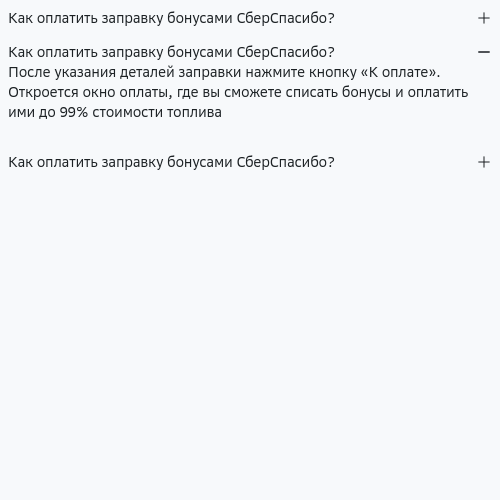 Как оплатить заправку бонусами СберСпасибо?
Как оплатить заправку бонусами СберСпасибо?
После указания деталей заправки нажмите кнопку «К оплате».
Откроется окно оплаты, где вы сможете списать бонусы и оплатить
ими до 99% стоимости топлива
Как оплатить заправку бонусами СберСпасибо?